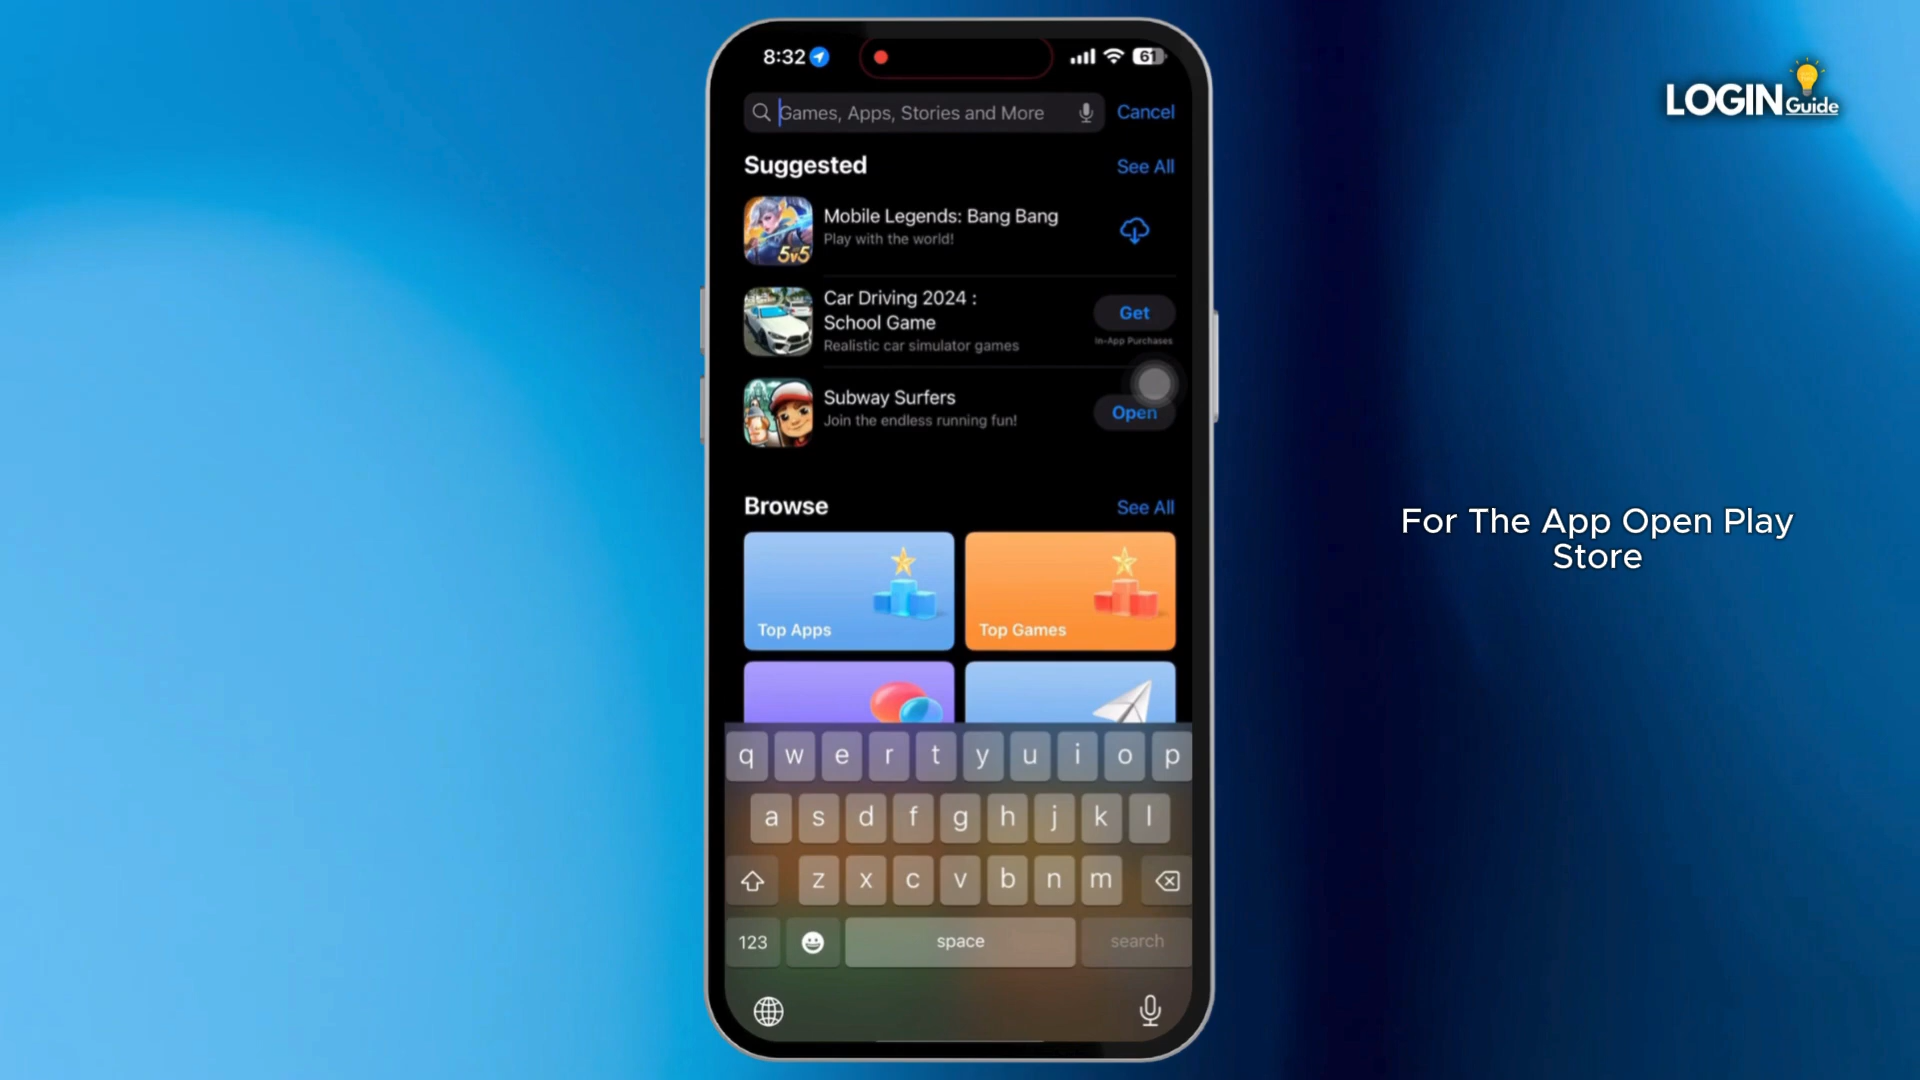 8:32
61
LOGIN Guide
Games, Apps, Stories and More
Cancel
Suggested
See All
Mobile Legends: Bang Bang
Play with the world!
5v5
Car Driving 2024 :
School Game
Realistic car simulator games
Get
In-App Purchases
Subway Surfers
Join the endless running fun!
Open
For The App Open Play
Store
Browse
See All
Top Apps
Top Games
q w e r t y u i o p
a s d f g h j k l
z x c v b n m
123
space
search